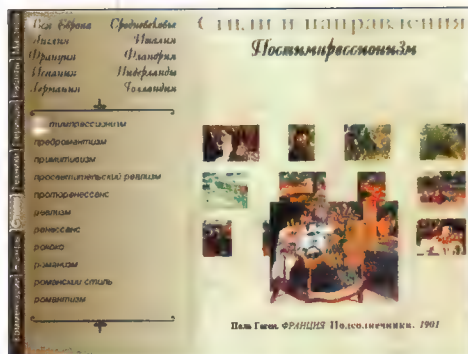 Вся Европа Средневековье
Англия Италия
Франция Фландрия
Испания Нидерланды
Германия Голландия
Стили и направления
Постимпрессионизм
тимпрессионизм
предромантизм
примитивизм
просветительский реализм
проторенессанс
реализм
ренессанс
рококо
романизм
романский стиль
романтизм
Поль Гоген. ФРАНЦИЯ Подсолнечники. 1901